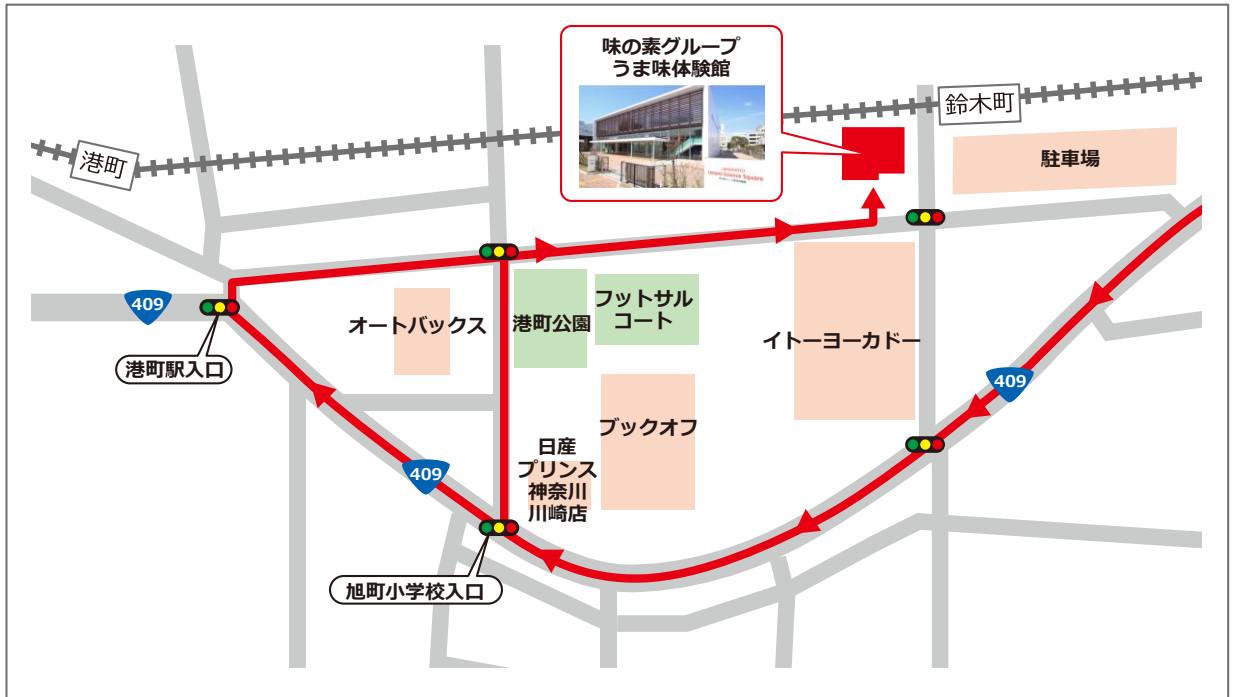 味の素グループ
うま味体験館
Umami Science Square
鈴木町
港町
駐車場
409
港町駅入口
オートバックス
港町公園
フットサル
コート
イトーヨーカドー
409
ブックオフ
日産
プリンス
神奈川
川崎店
409
旭町小学校入口